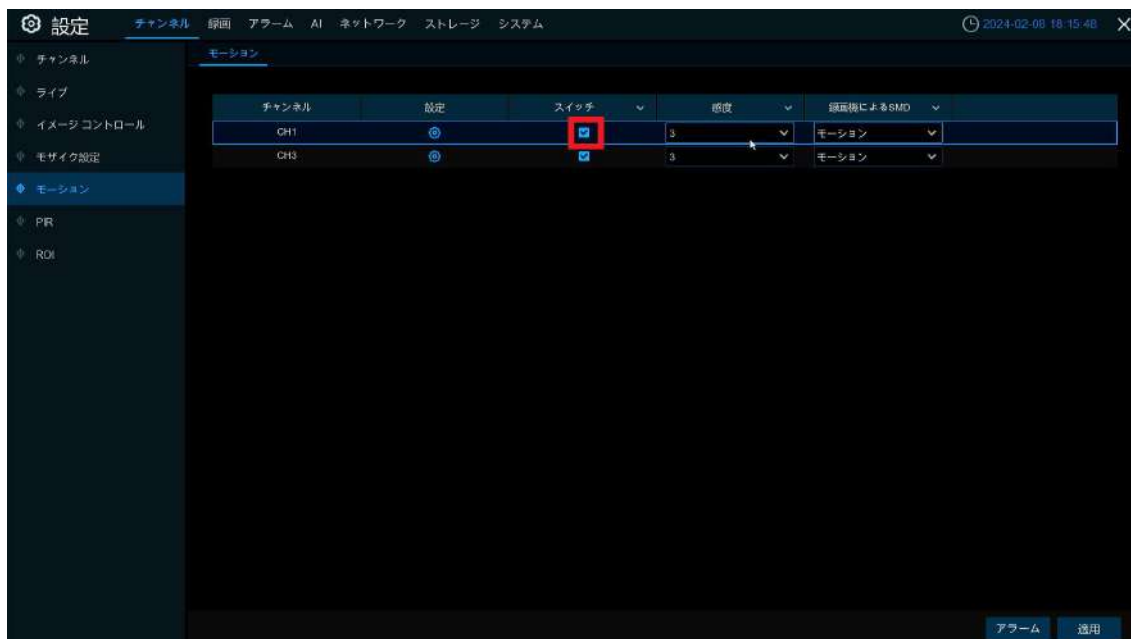 設定 チャンネル 録画 アラーム AI ネットワーク ストレージ システム 2024-02-08 18:15:48
チャンネル
ライブ
イメージコントロール
モザイク設定
モーション
PIR
ROI
モーション
チャンネル 設定 スイッチ 感度 録画機によるSMD
CH1 3 モーション
CH3 3 モーション
アラーム 適用